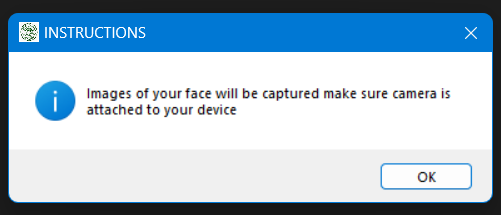 INSTRUCTIONS
Images of your face will be captured make sure camera is
attached to your device
OK